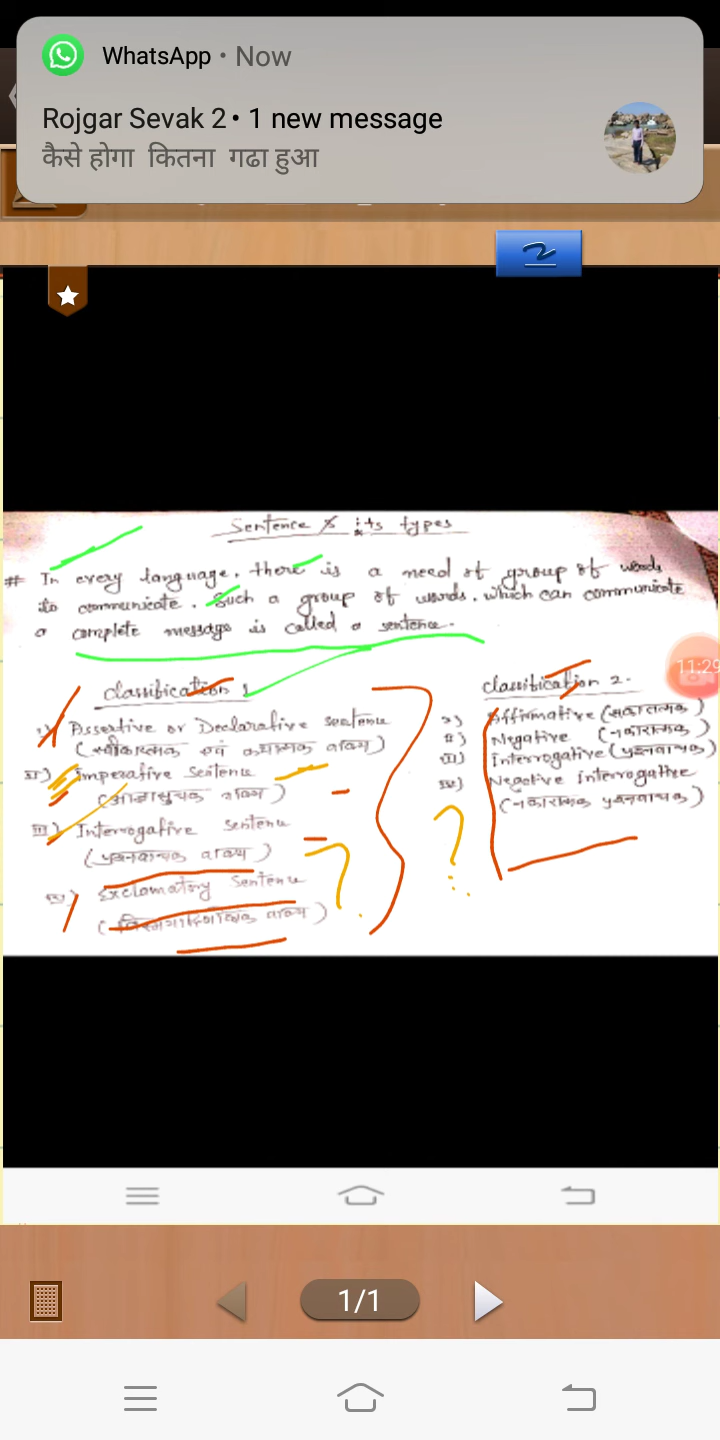 WhatsApp • Now
Rojgar Sevak 2 • 1 new message
कैसे होगा कितना गढा हुआ
2
Sentence & its types
# In every language, there is a need of group of words
to communicate. Such a group of words, which can communicate
a complete message is called a sentence.
11:29
Classification 1
i) Assertive or Declarative sentence
(स्वीकारात्मक एवं कथात्मक वाक्य)
II) Imperative Sentence
(आज्ञासूचक वाक्य)
III) Interrogative sentence
(प्रश्नवाचक वाक्य)
IV) Exclamatory Sentence
(विस्मयादिबोधक वाक्य)
Classification 2.
I) Affirmative (सकारात्मक)
II) Negative (नकारात्मक)
III) Interrogative (प्रश्नवाचक)
IV) Negative interrogative
(नकारात्मक प्रश्नवाचक)
1/1